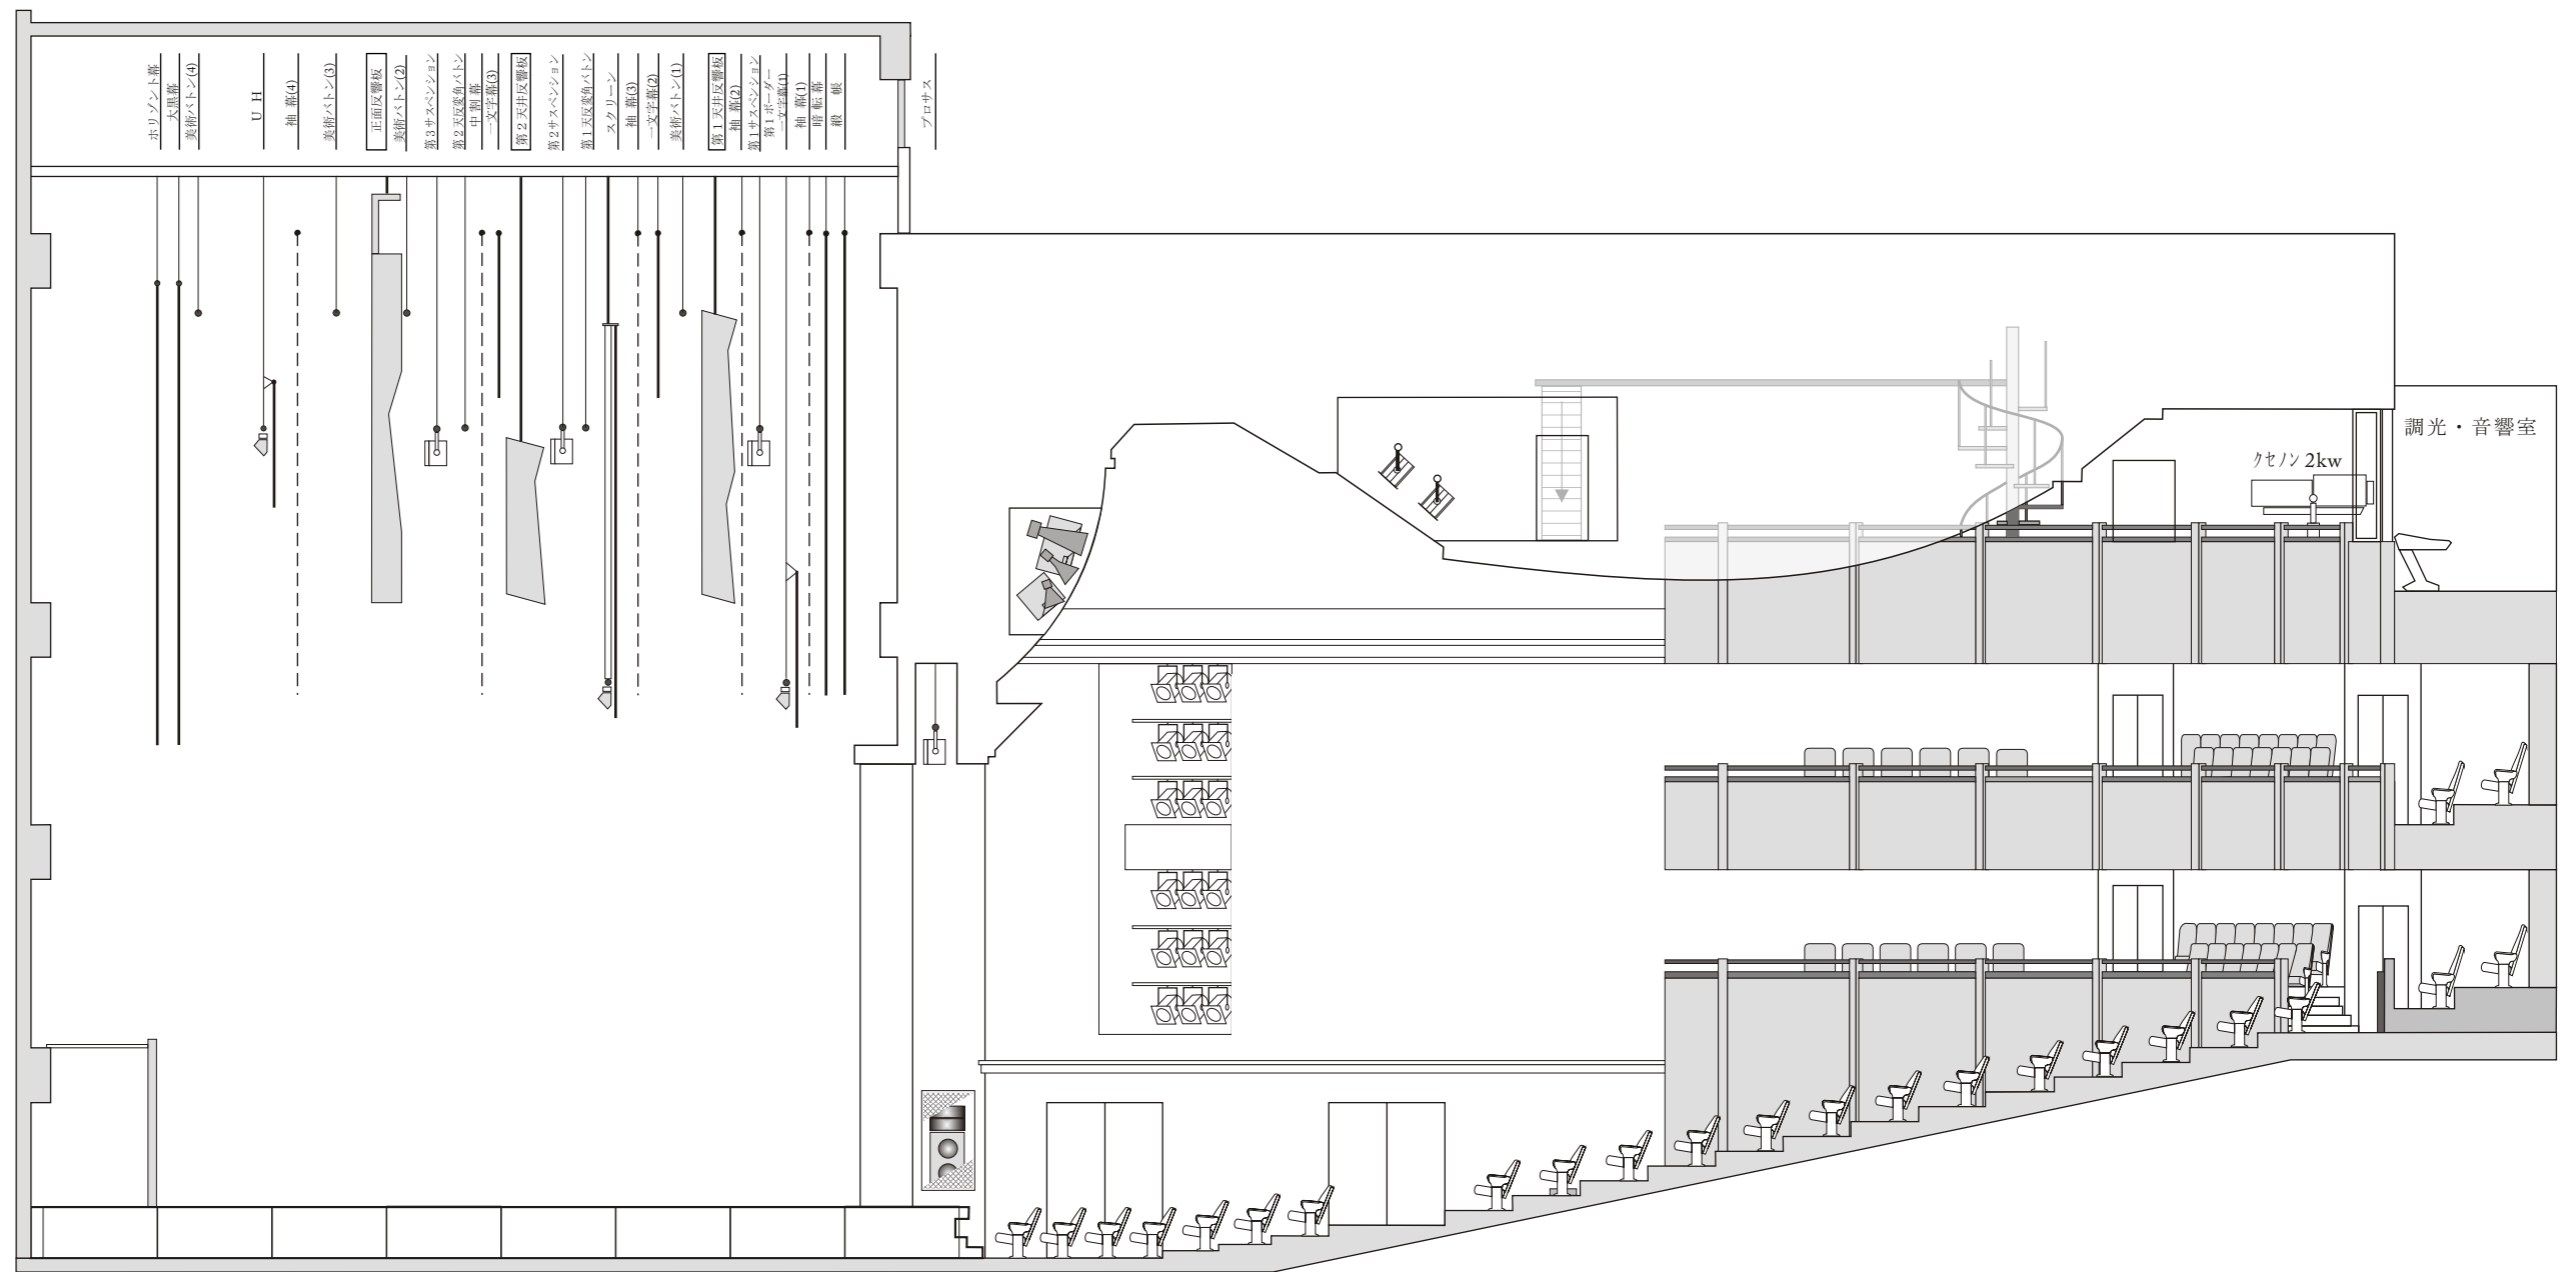 ホリゾント幕
大黒幕
美術バトン(4)
U H
袖 幕(4)
美術バトン(3)
正面反響板
美術バトン(2)
第3サスペンション
第2天反変角バトン
中 割 幕
一文字幕(3)
第2天井反響板
第2サスペンション
第1天反変角バトン
スクリーン
袖 幕(3)
一文字幕(2)
美術バトン(1)
第1天井反響板
袖 幕(2)
第1サスペンション
第1ボーダー
一文字幕(1)
袖 幕(1)
暗 転 幕
緞 帳
プロサス
調光・音響室
クセノン 2kw